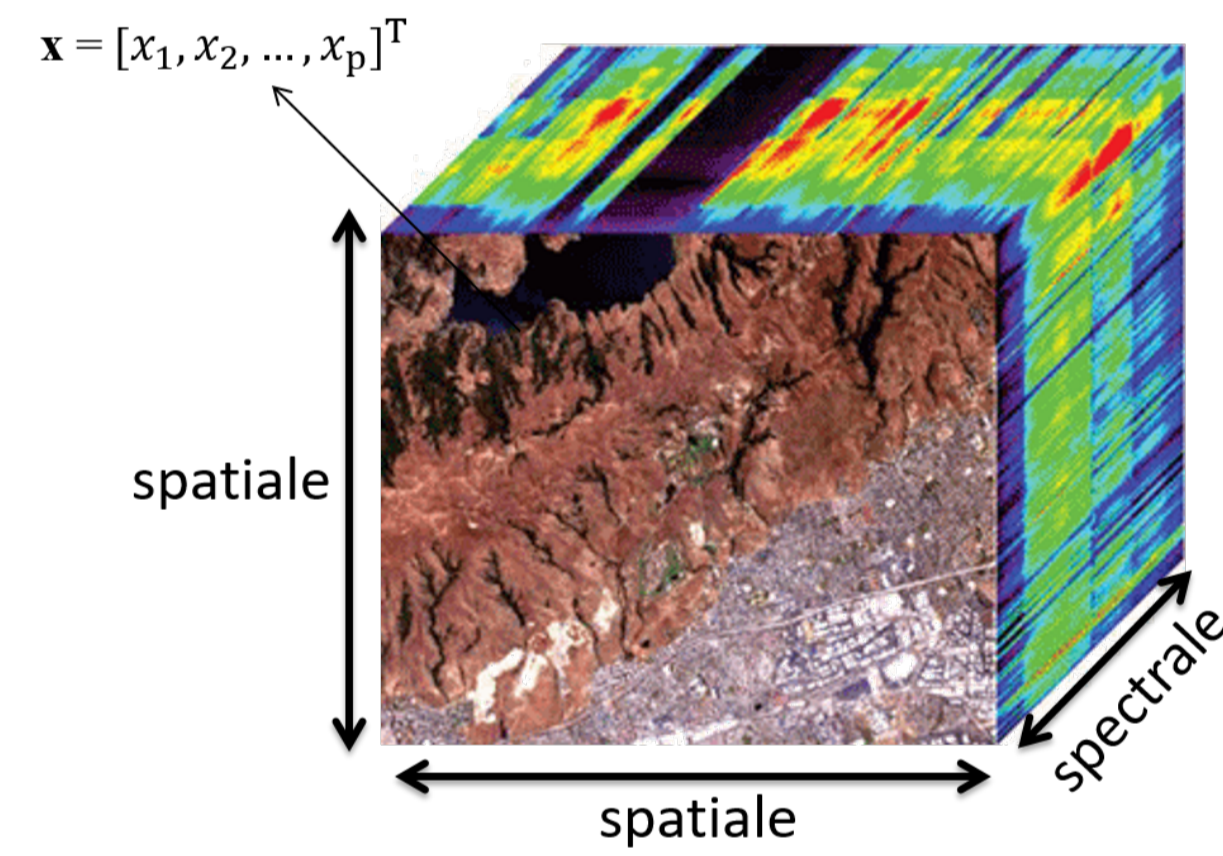 𝐱 = [x₁, x₂, …, xₚ]ᵀ
spatiale
spectrale
spatiale